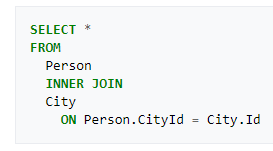 SELECT *
FROM
  Person
  INNER JOIN
  City
    ON Person.CityId = City.Id